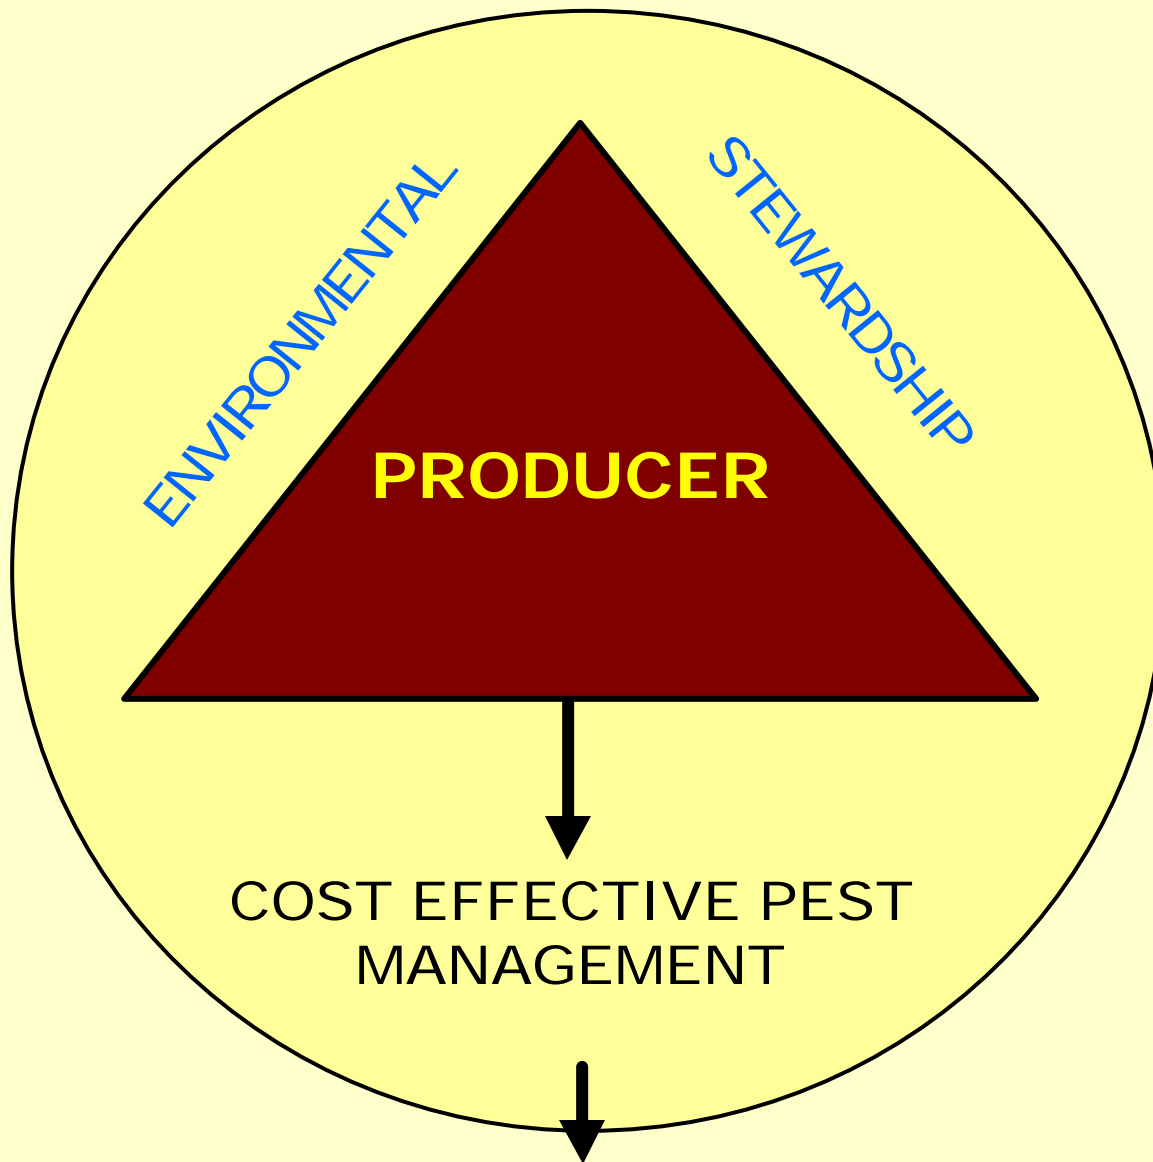 ENVIRONMENTAL
STEWARDSHIP
PRODUCER
COST EFFECTIVE PEST
MANAGEMENT